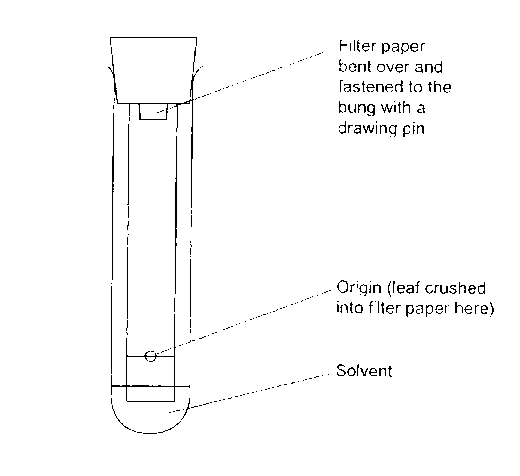 Filter paper
bent over and
fastened to the
bung with a
drawing pin
Origin (leaf crushed
into filter paper here)
Solvent